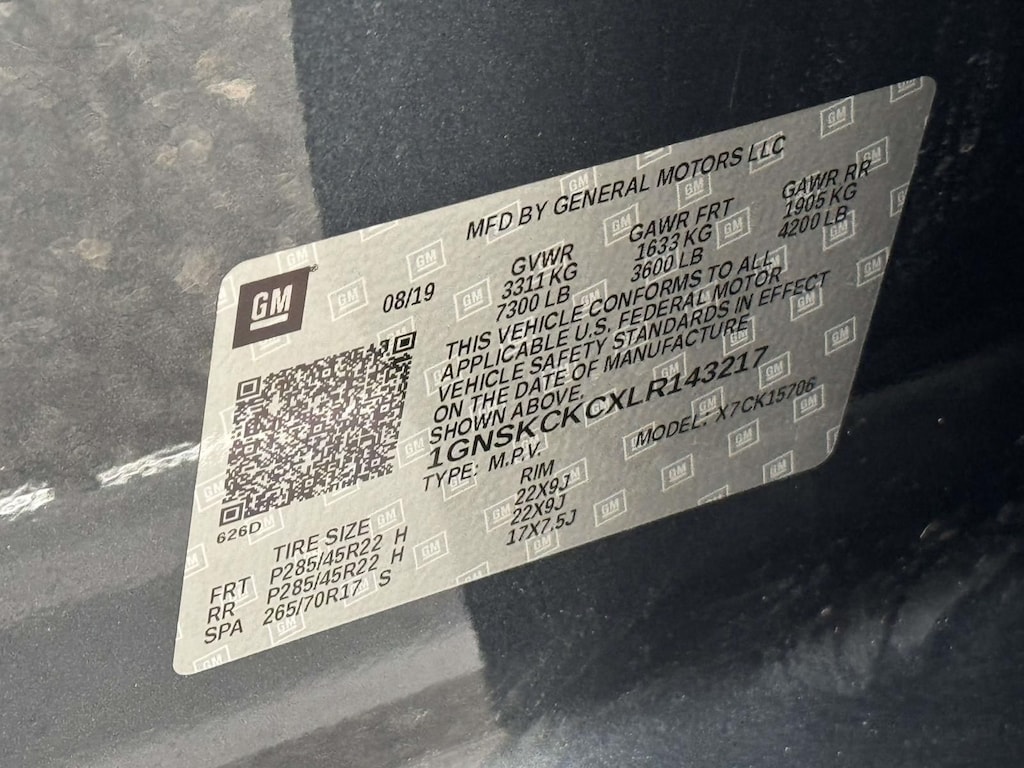 MFD BY GENERAL MOTORS LLC
GM
08/19
GVWR GAWR FRT GAWR RR
3311 KG 1633 KG 1905 KG
7300 LB 3600 LB 4200 LB
THIS VEHICLE CONFORMS TO ALL
APPLICABLE U.S. FEDERAL MOTOR
VEHICLE SAFETY STANDARDS IN EFFECT
ON THE DATE OF MANUFACTURE
SHOWN ABOVE.
1GNSKCKCXLR143217
TYPE: M.P.V. MODEL: X7CK15706
626D
TIRE SIZE RIM
FRT P285/45R22 H 22X9J
RR P285/45R22 H 22X9J
SPA 265/70R17 S 17X7.5J